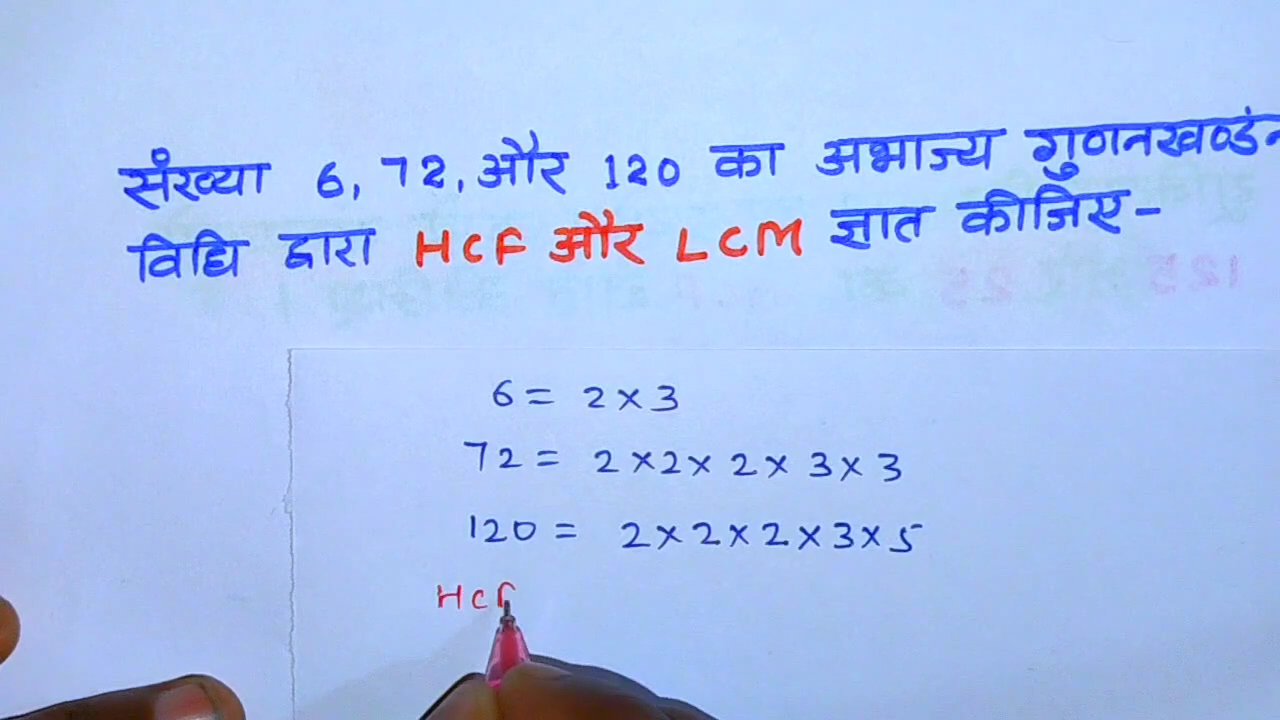 संख्या 6, 72, और 120 का अभाज्य गुणनखण्डन
विधि द्वारा HCF और LCM ज्ञात कीजिए-
6 = 2 × 3
72 = 2 × 2 × 2 × 3 × 3
120 = 2 × 2 × 2 × 3 × 5
HCF